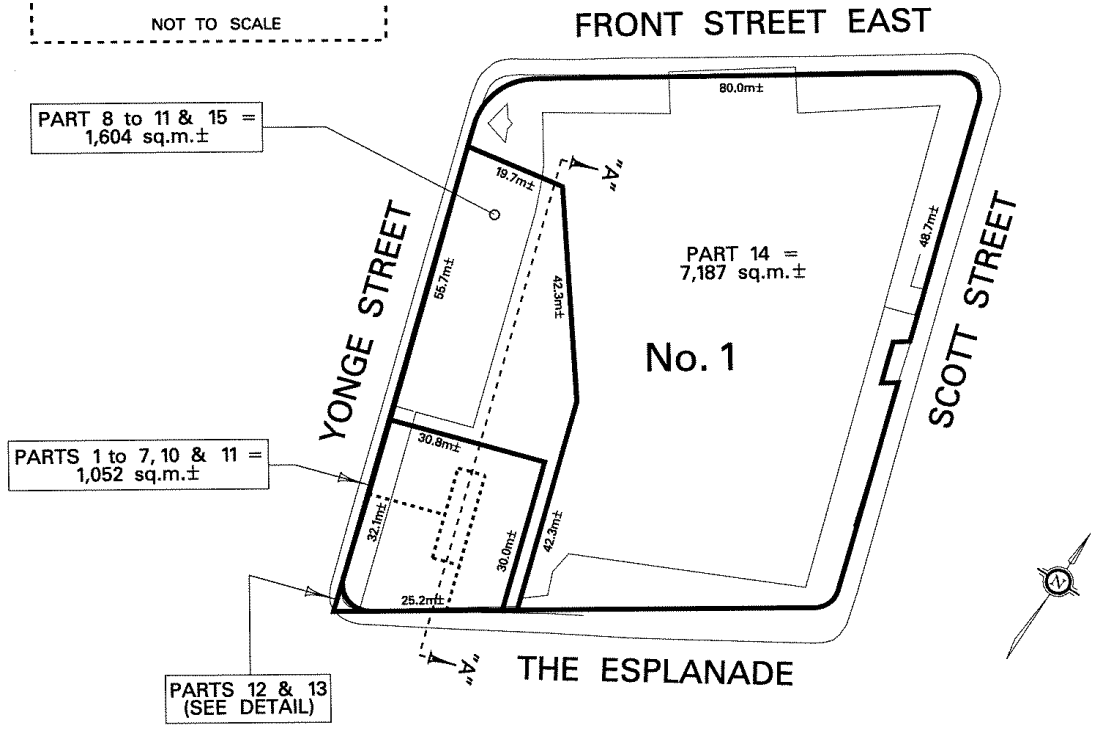 NOT TO SCALE
FRONT STREET EAST
80.0m±
PART 8 to 11 & 15 =
1,604 sq.m.±
"A"
19.7m±
YONGE STREET
55.7m±
42.3m±
PART 14 =
7,187 sq.m.±
48.7m±
SCOTT STREET
No. 1
30.8m±
PARTS 1 to 7, 10 & 11 =
1,052 sq.m.±
32.1m±
30.0m±
42.3m±
25.2m±
N
"A"
THE ESPLANADE
PARTS 12 & 13
(SEE DETAIL)